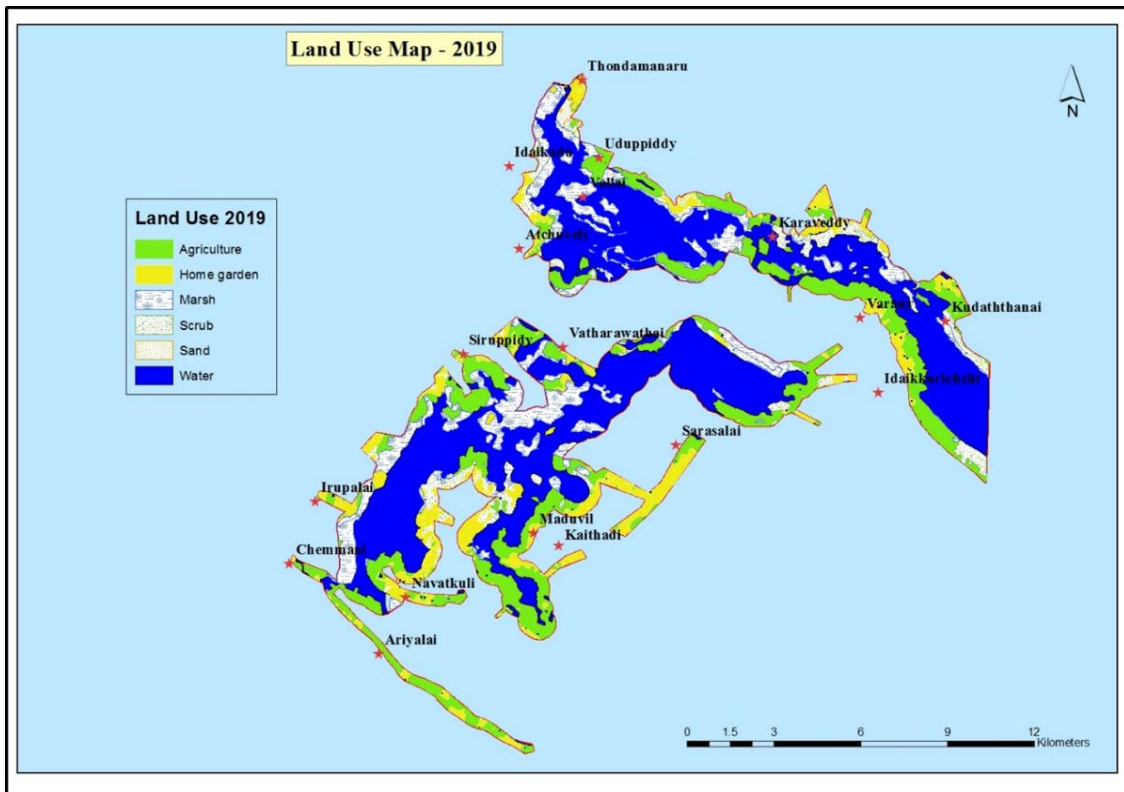 Land Use Map - 2019
Thondamanaru
N
Uduppiddy
Idaikadu
Vallai
Land Use 2019
Agriculture
Home garden
Marsh
Scrub
Sand
Water
Karaveddy
Atchuvely
Varany
Kudaththanai
Vatharawathai
Siruppidy
Idaikkurichchi
Sarasalai
Irupalai
Maduvil
Kaithadi
Chemmani
Navatkuli
Ariyalai
0 1.5 3 6 9 12
Kilometers